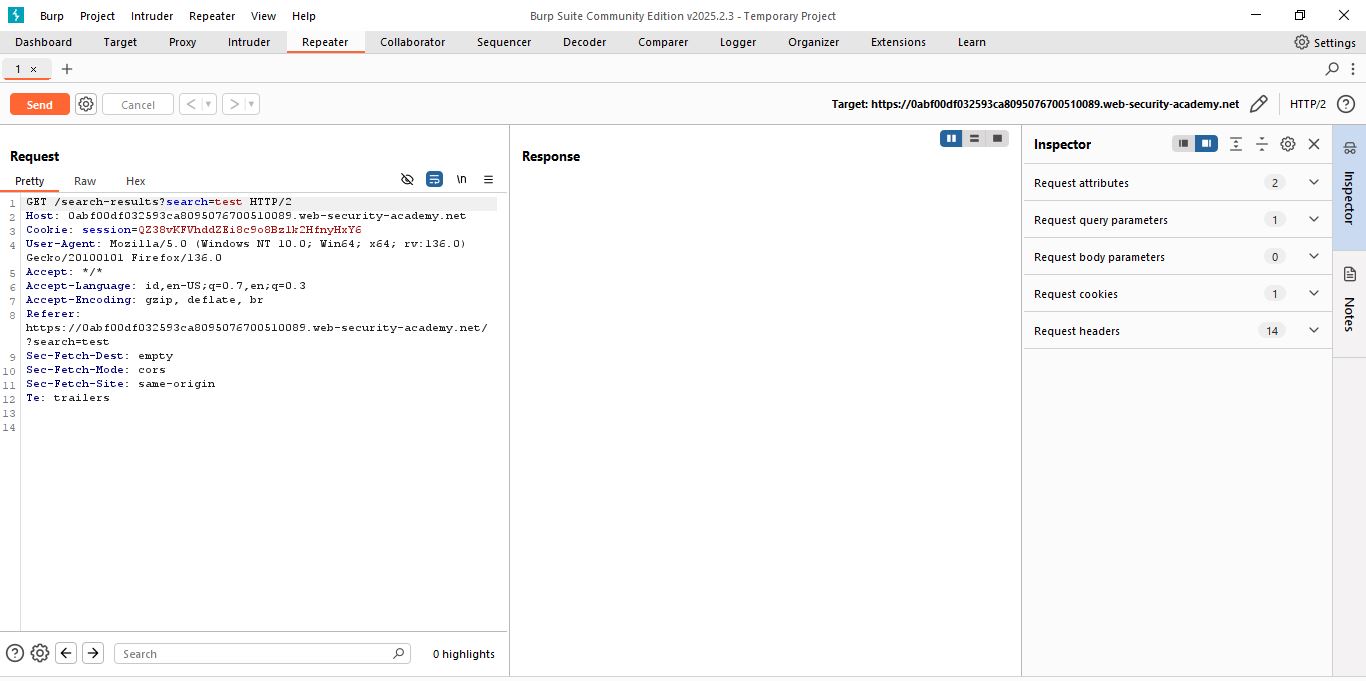 Burp Project Intruder Repeater View Help Burp Suite Community Edition v2025.2.3 - Temporary Project
Dashboard Target Proxy Intruder Repeater Collaborator Sequencer Decoder Comparer Logger Organizer Extensions Learn Settings
1 × +
Send Cancel < > Target: https://0abf00df032593ca8095076700510089.web-security-academy.net HTTP/2
Request
Pretty Raw Hex \n
1 GET /search-results?search=test HTTP/2
2 Host: 0abf00df032593ca8095076700510089.web-security-academy.net
3 Cookie: session=QZ38vKFVhddZEi8c9o8Bz1k2HfnyHxY6
4 User-Agent: Mozilla/5.0 (Windows NT 10.0; Win64; x64; rv:136.0)
Gecko/20100101 Firefox/136.0
5 Accept: */*
6 Accept-Language: id,en-US;q=0.7,en;q=0.3
7 Accept-Encoding: gzip, deflate, br
8 Referer:
https://0abf00df032593ca8095076700510089.web-security-academy.net/
?search=test
9 Sec-Fetch-Dest: empty
10 Sec-Fetch-Mode: cors
11 Sec-Fetch-Site: same-origin
12 Te: trailers
13
14
Search 0 highlights
Response
Inspector
Request attributes 2
Request query parameters 1
Request body parameters 0
Request cookies 1
Request headers 14
Inspector
Notes